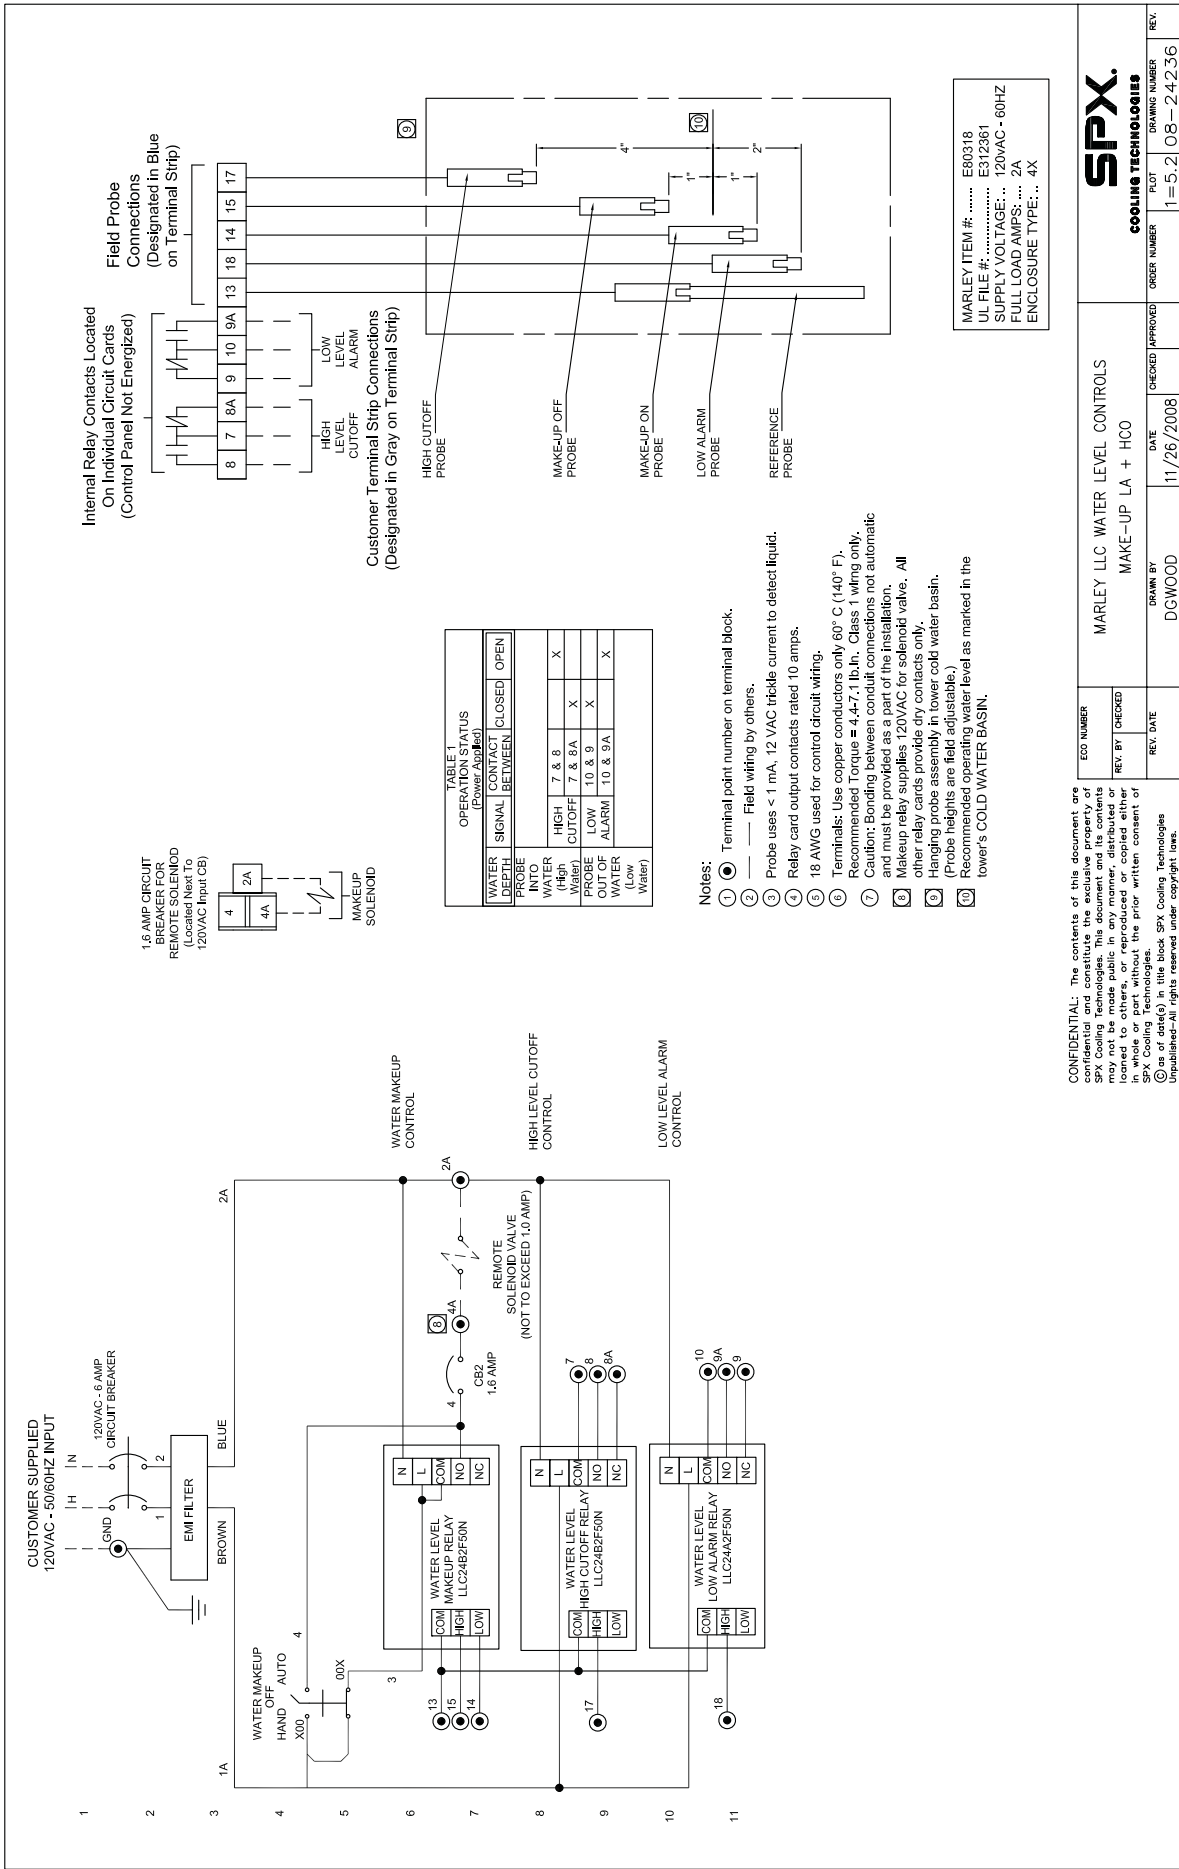 CUSTOMER SUPPLIED
120VAC - 50/60HZ INPUT
GND
H
N
120VAC - 6 AMP
CIRCUIT BREAKER
1
2
EMI FILTER
BROWN
BLUE
1A
2A
1
2
3
4
5
6
7
8
9
10
11
WATER MAKEUP
OFF
HAND
AUTO
X00
00X
4
3
WATER LEVEL
MAKEUP RELAY
LLC24B2F50N
COM
HIGH
LOW
N
L
COM
NO
NC
13
15
14
4
CB2
1.6 AMP
8
4A
2A
REMOTE
SOLENOID VALVE
(NOT TO EXCEED 1.0 AMP)
WATER MAKEUP
CONTROL
WATER LEVEL
HIGH CUTOFF RELAY
LLC24B2F50N
COM
HIGH
LOW
N
L
COM
NO
NC
17
7
8
8A
HIGH LEVEL CUTOFF
CONTROL
WATER LEVEL
LOW ALARM RELAY
LLC24A2F50N
COM
HIGH
LOW
N
L
COM
NO
NC
18
10
9A
9
LOW LEVEL ALARM
CONTROL
1.6 AMP CIRCUIT
BREAKER FOR
REMOTE SOLENIOD
(Located Next To
120VAC Input CB)
4
4A
2A
MAKEUP
SOLENOID
TABLE 1
OPERATION STATUS
(Power Applied)
WATER DEPTH SIGNAL CONTACT BETWEEN CLOSED OPEN
PROBE INTO WATER (High Water) HIGH CUTOFF 7 & 8 X
7 & 8A X
PROBE OUT OF WATER (Low Water) LOW ALARM 10 & 9 X
10 & 9A X
Notes:
1 Terminal point number on terminal block.
2 Field wiring by others.
3 Probe uses < 1 mA, 12 VAC trickle current to detect liquid.
4 Relay card output contacts rated 10 amps.
5 18 AWG used for control circuit wiring.
6 Terminals: Use copper conductors only 60° C (140° F).
Recommended Torque = 4.4-7.1 lb.in. Class 1 wirng only.
7 Caution: Bonding between conduit connections not automatic
and must be provided as a part of the installation.
8 Makeup relay supplies 120VAC for solenoid valve. All
other relay cards provide dry contacts only.
9 Hanging probe assembly in tower cold water basin.
(Probe heights are field adjustable.)
10 Recommended operating water level as marked in the
tower's COLD WATER BASIN.
Internal Relay Contacts Located
On Individual Circuit Cards
(Control Panel Not Energized)
Field Probe
Connections
(Designated in Blue
on Terminal Strip)
8 7 8A 9 10 9A 13 18 14 15 17
HIGH
LEVEL
CUTOFF
LOW
LEVEL
ALARM
Customer Terminal Strip Connections
(Designated in Gray on Terminal Strip)
HIGH CUTOFF
PROBE
MAKE-UP OFF
PROBE
MAKE-UP ON
PROBE
LOW ALARM
PROBE
REFERENCE
PROBE
9
10
4"
1"
1"
2"
MARLEY ITEM #: ....... E80318
UL FILE #: ............... E312361
SUPPLY VOLTAGE:.. 120vAC - 60HZ
FULL LOAD AMPS: .... 2A
ENCLOSURE TYPE: .. 4X
CONFIDENTIAL: The contents of this document are
confidential and constitute the exclusive property of
SPX Cooling Technologies. This document and its contents
may not be made public in any manner, distributed or
loaned to others, or reproduced or copied either
in whole or part without the prior written consent of
SPX Cooling Technologies.
© as of date(s) in title block SPX Cooling Technologies
Unpublished-All rights reserved under copyright laws.
ECO NUMBER
REV. BY
CHECKED
REV. DATE
MARLEY LLC WATER LEVEL CONTROLS
MAKE-UP LA + HCO
DRAWN BY
DGWOOD
DATE
11/26/2008
CHECKED
APPROVED
SPX.
COOLING TECHNOLOGIES
ORDER NUMBER
PLOT
1=5.2
DRAWING NUMBER
08-24236
REV.